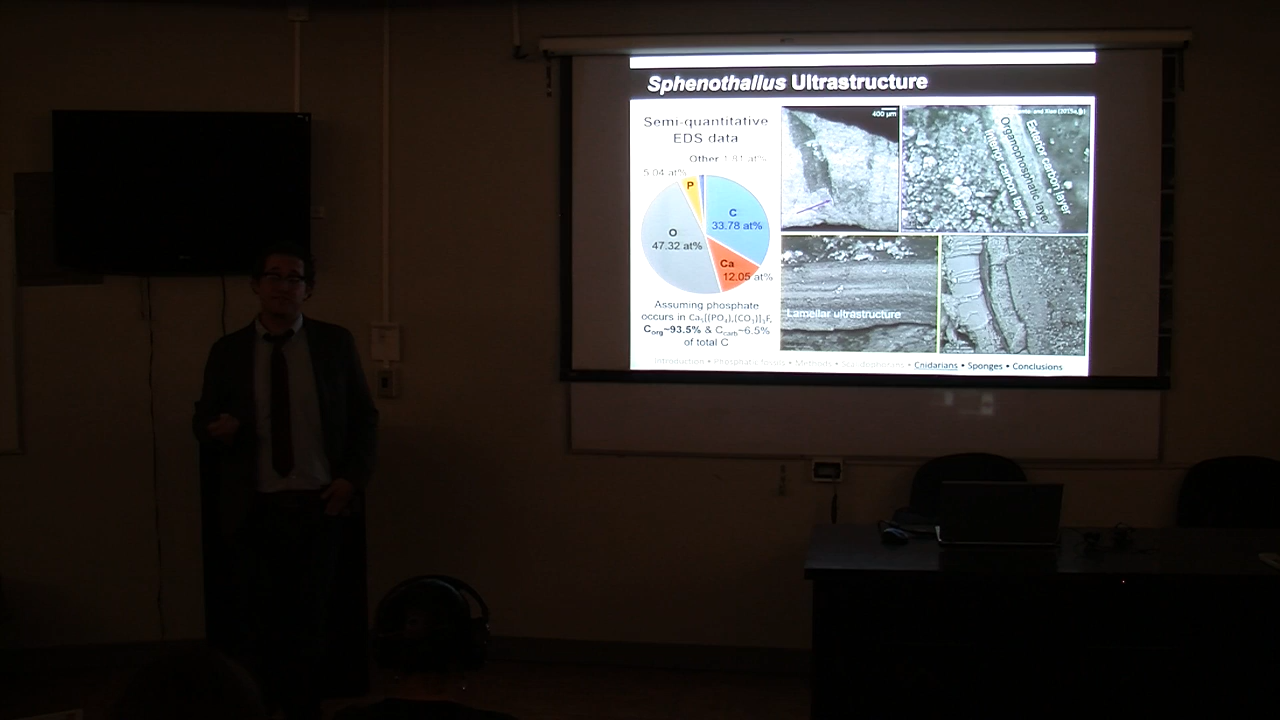 Sphenothallus Ultrastructure
Semi-quantitative
EDS data
Other 1.81 at%
5.04 at%
P
C
33.78 at%
O
47.32 at%
Ca
12.05 at%
Assuming phosphate
occurs in Ca₅[(PO₄),(CO₃)]₃F,
Corg~93.5% & Ccarb~6.5%
of total C
400 µm
Exterior carbon layer
Organophosphatic layer
Interior carbon layer
Lamellar ultrastructure
Introduction • Phosphatic fossils • Methods • • Cnidarians • Sponges • Conclusions